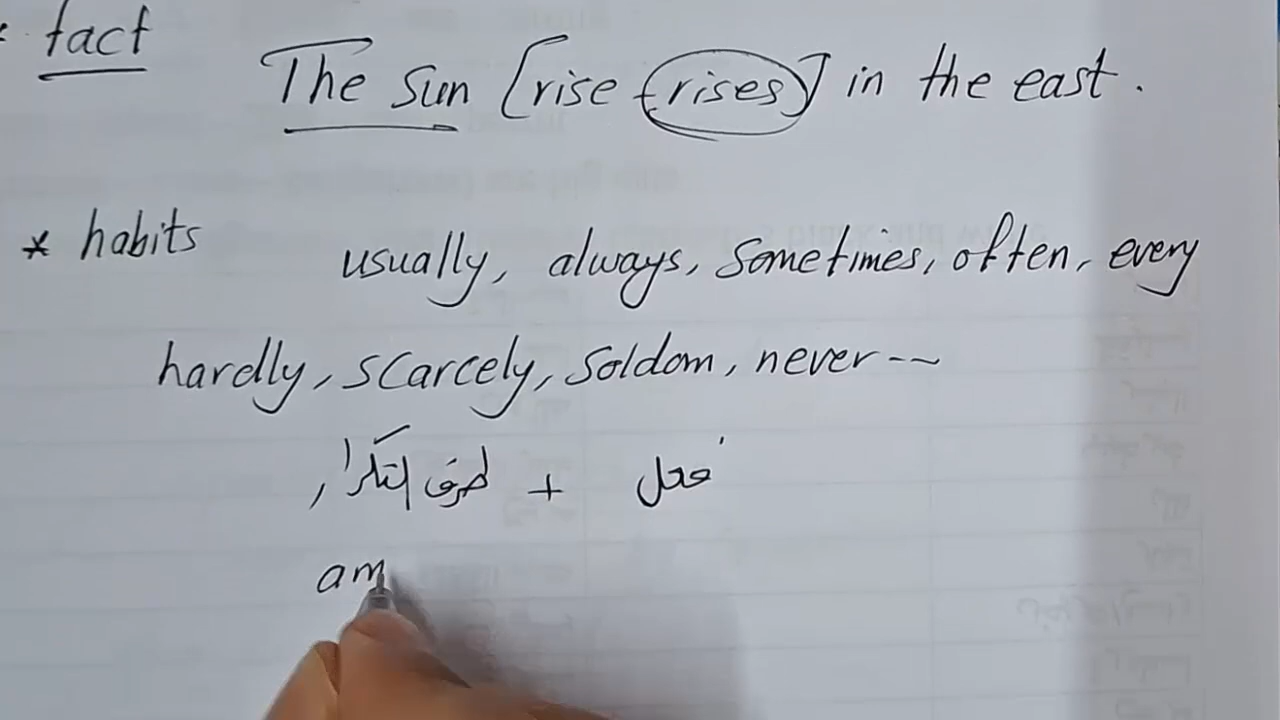 * fact The Sun [rise - rises] in the east.
* habits usually, always, Sometimes, often, every
hardly, scarcely, Soldom, never --~
فعل + ظرف التكرار
am